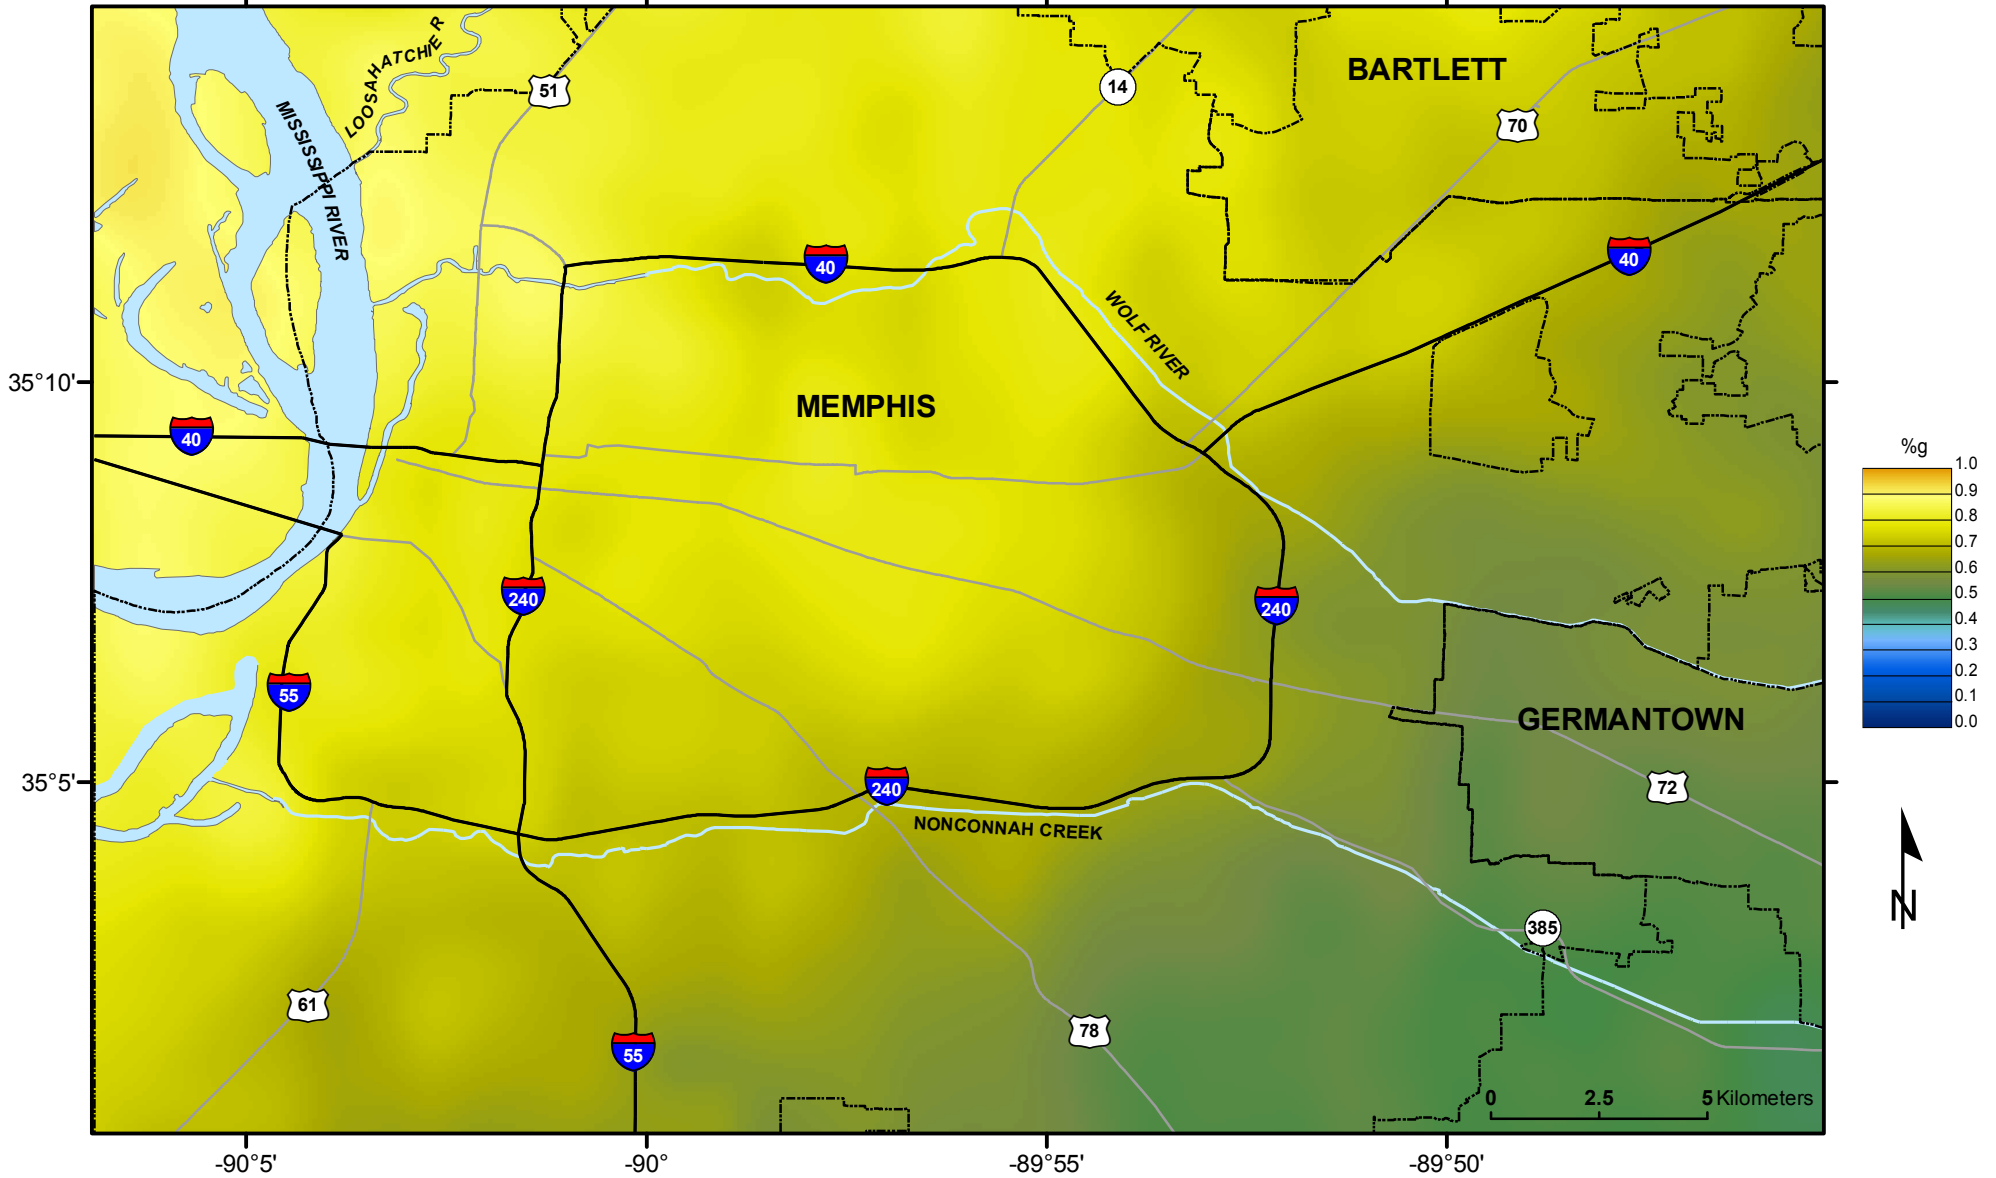 LOOSAHATCHIE R
MISSISSIPPI RIVER
51
14
BARTLETT
70
40
40
WOLF RIVER
35°10'
MEMPHIS
40
%g
1.0
0.9
0.8
0.7
0.6
0.5
0.4
0.3
0.2
0.1
0.0
240
240
55
GERMANTOWN
35°5'
240
72
NONCONNAH CREEK
N
385
61
78
55
0 2.5 5 Kilometers
-90°5' -90° -89°55' -89°50'